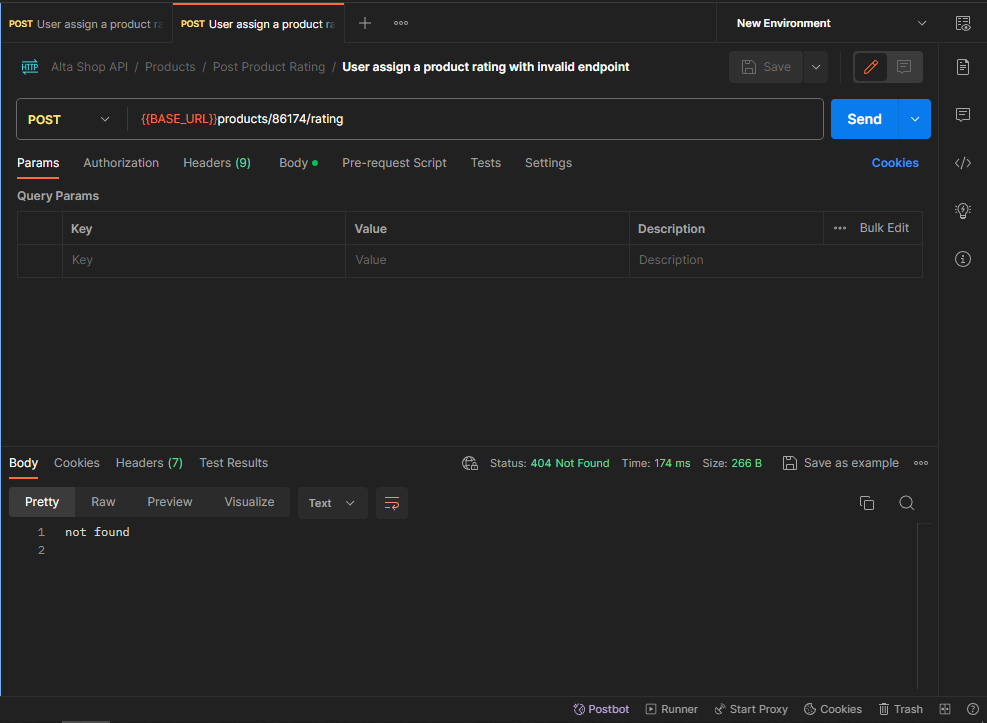 POST User assign a product ra
POST User assign a product ra
New Environment
HTTP Alta Shop API / Products / Post Product Rating / User assign a product rating with invalid endpoint
Save
POST {{BASE_URL}}products/86174/rating
Send
Params Authorization Headers (9) Body Pre-request Script Tests Settings Cookies
Query Params
Key Value Description Bulk Edit
Key Value Description
Body Cookies Headers (7) Test Results Status: 404 Not Found Time: 174 ms Size: 266 B Save as example
Pretty Raw Preview Visualize Text
1 not found
2
Postbot Runner Start Proxy Cookies Trash